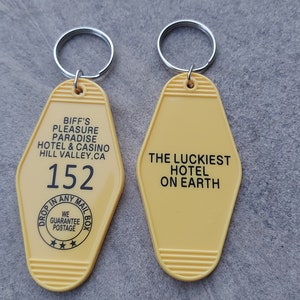 BIFF'S
PLEASURE
PARADISE
HOTEL & CASINO
HILL VALLEY.CA
152
DROP IN ANY MAIL BOX
WE
GUARANTEE
POSTAGE
THE LUCKIEST
HOTEL
ON EARTH